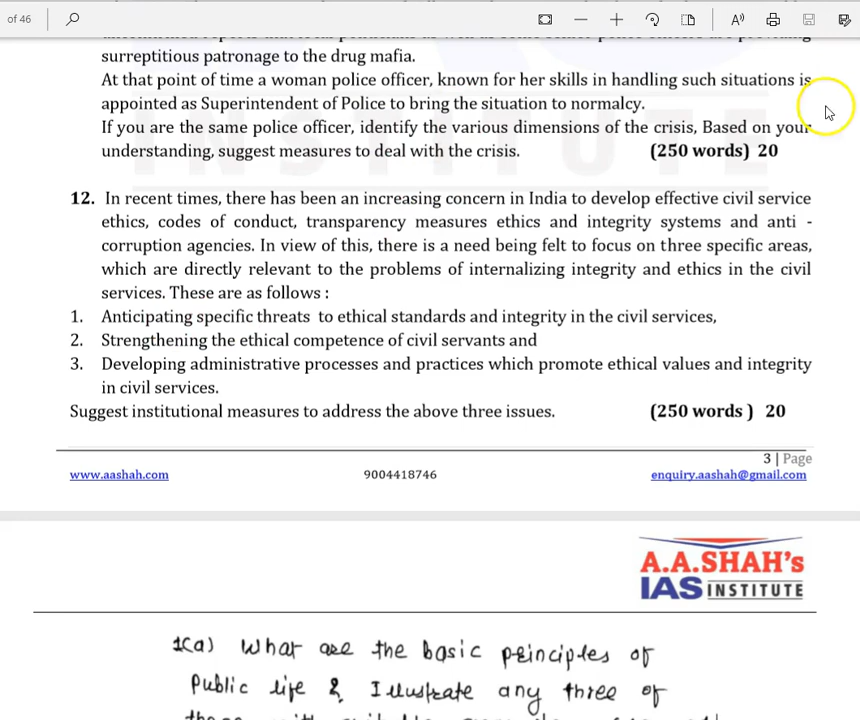 of 46
surreptitious patronage to the drug mafia.
At that point of time a woman police officer, known for her skills in handling such situations is
appointed as Superintendent of Police to bring the situation to normalcy.
If you are the same police officer, identify the various dimensions of the crisis, Based on your
understanding, suggest measures to deal with the crisis. (250 words) 20
12. In recent times, there has been an increasing concern in India to develop effective civil service
ethics, codes of conduct, transparency measures ethics and integrity systems and anti -
corruption agencies. In view of this, there is a need being felt to focus on three specific areas,
which are directly relevant to the problems of internalizing integrity and ethics in the civil
services. These are as follows :
1. Anticipating specific threats to ethical standards and integrity in the civil services,
2. Strengthening the ethical competence of civil servants and
3. Developing administrative processes and practices which promote ethical values and integrity
in civil services.
Suggest institutional measures to address the above three issues. (250 words ) 20
3 | Page
www.aashah.com 9004418746 enquiry.aashah@gmail.com
A.A.SHAH's
IAS INSTITUTE
1(a) What are the basic principles of
Public life & Illustrate any three of